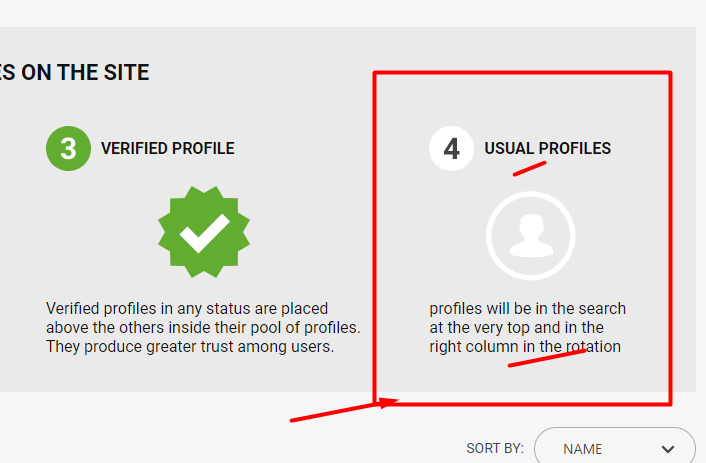 ES ON THE SITE
3 VERIFIED PROFILE
Verified profiles in any status are placed
above the others inside their pool of profiles.
They produce greater trust among users.
4 USUAL PROFILES
profiles will be in the search
at the very top and in the
right column in the rotation
SORT BY: NAME